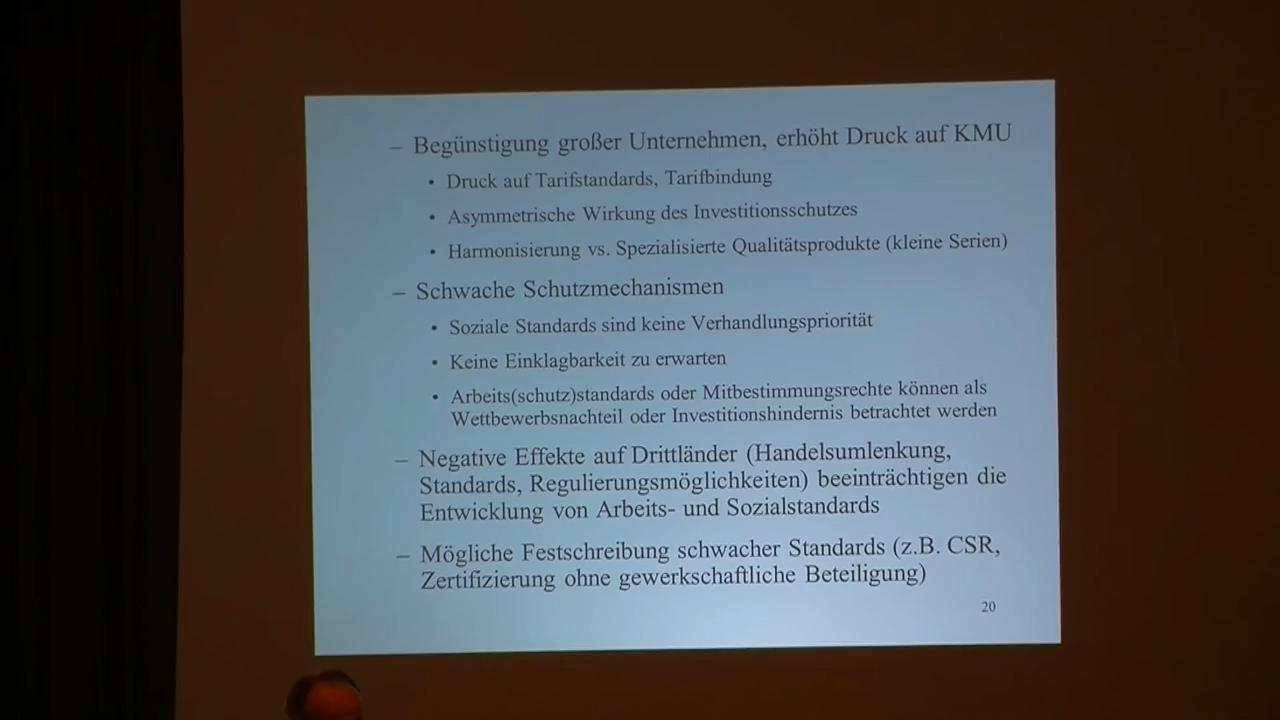 – Begünstigung großer Unternehmen, erhöht Druck auf KMU
• Druck auf Tarifstandards, Tarifbindung
• Asymmetrische Wirkung des Investitionsschutzes
• Harmonisierung vs. Spezialisierte Qualitätsprodukte (kleine Serien)
– Schwache Schutzmechanismen
• Soziale Standards sind keine Verhandlungspriorität
• Keine Einklagbarkeit zu erwarten
• Arbeits(schutz)standards oder Mitbestimmungsrechte können als
Wettbewerbsnachteil oder Investitionshindernis betrachtet werden
– Negative Effekte auf Drittländer (Handelsumlenkung,
Standards, Regulierungsmöglichkeiten) beeinträchtigen die
Entwicklung von Arbeits- und Sozialstandards
– Mögliche Festschreibung schwacher Standards (z.B. CSR,
Zertifizierung ohne gewerkschaftliche Beteiligung)
20